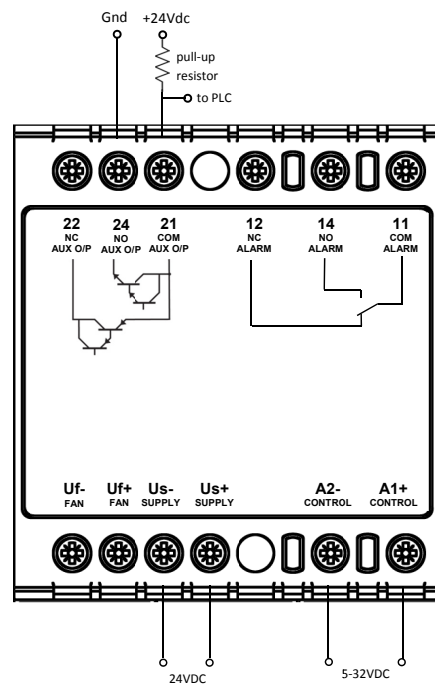 Gnd +24Vdc
pull-up
resistor
to PLC
22 24 21 12 14 11
NC NO COM NC NO COM
AUX O/P AUX O/P AUX O/P ALARM ALARM ALARM
Uf- Uf+ Us- Us+ A2- A1+
FAN FAN SUPPLY SUPPLY CONTROL CONTROL
24VDC 5-32VDC